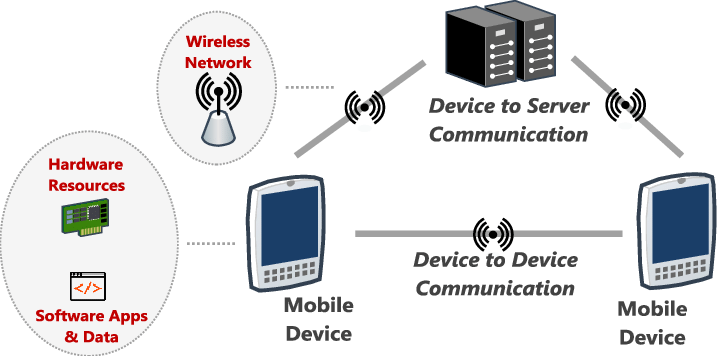 Wireless
Network
Device to Server
Communication
Hardware
Resources
</>
Software Apps
& Data
Device to Device
Communication
Mobile
Device
Mobile
Device